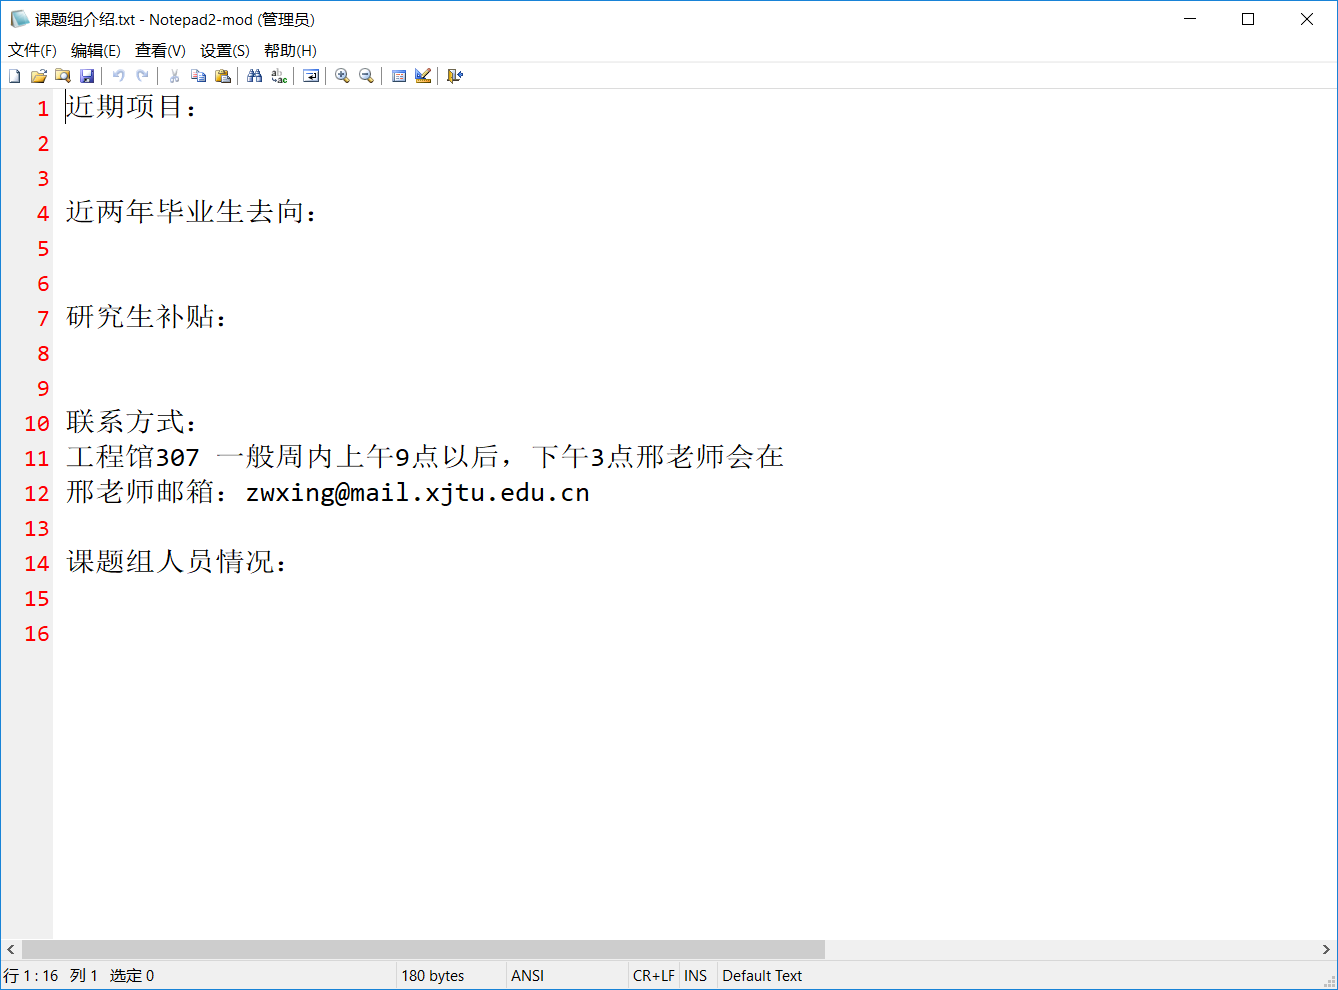 课题组介绍.txt - Notepad2-mod (管理员)
文件(F) 编辑(E) 查看(V) 设置(S) 帮助(H)
1 近期项目：
2
3
4 近两年毕业生去向：
5
6
7 研究生补贴：
8
9
10 联系方式：
11 工程馆307 一般周内上午9点以后，下午3点邢老师会在
12 邢老师邮箱：zwxing@mail.xjtu.edu.cn
13
14 课题组人员情况：
15
16
行 1 : 16 列 1 选定 0 180 bytes ANSI CR+LF INS Default Text